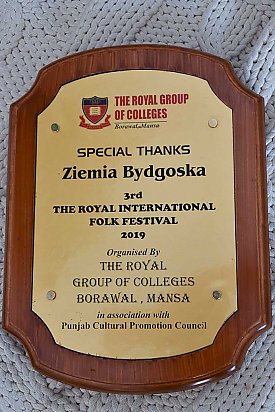 THE ROYAL GROUP
OF COLLEGES
Borawal, Mansa
SPECIAL THANKS
Ziemia Bydgoska
3rd
THE ROYAL INTERNATIONAL
FOLK FESTIVAL
2019
Organised By
THE ROYAL
GROUP OF COLLEGES
BORAWAL , MANSA
in association with
Punjab Cultural Promotion Council